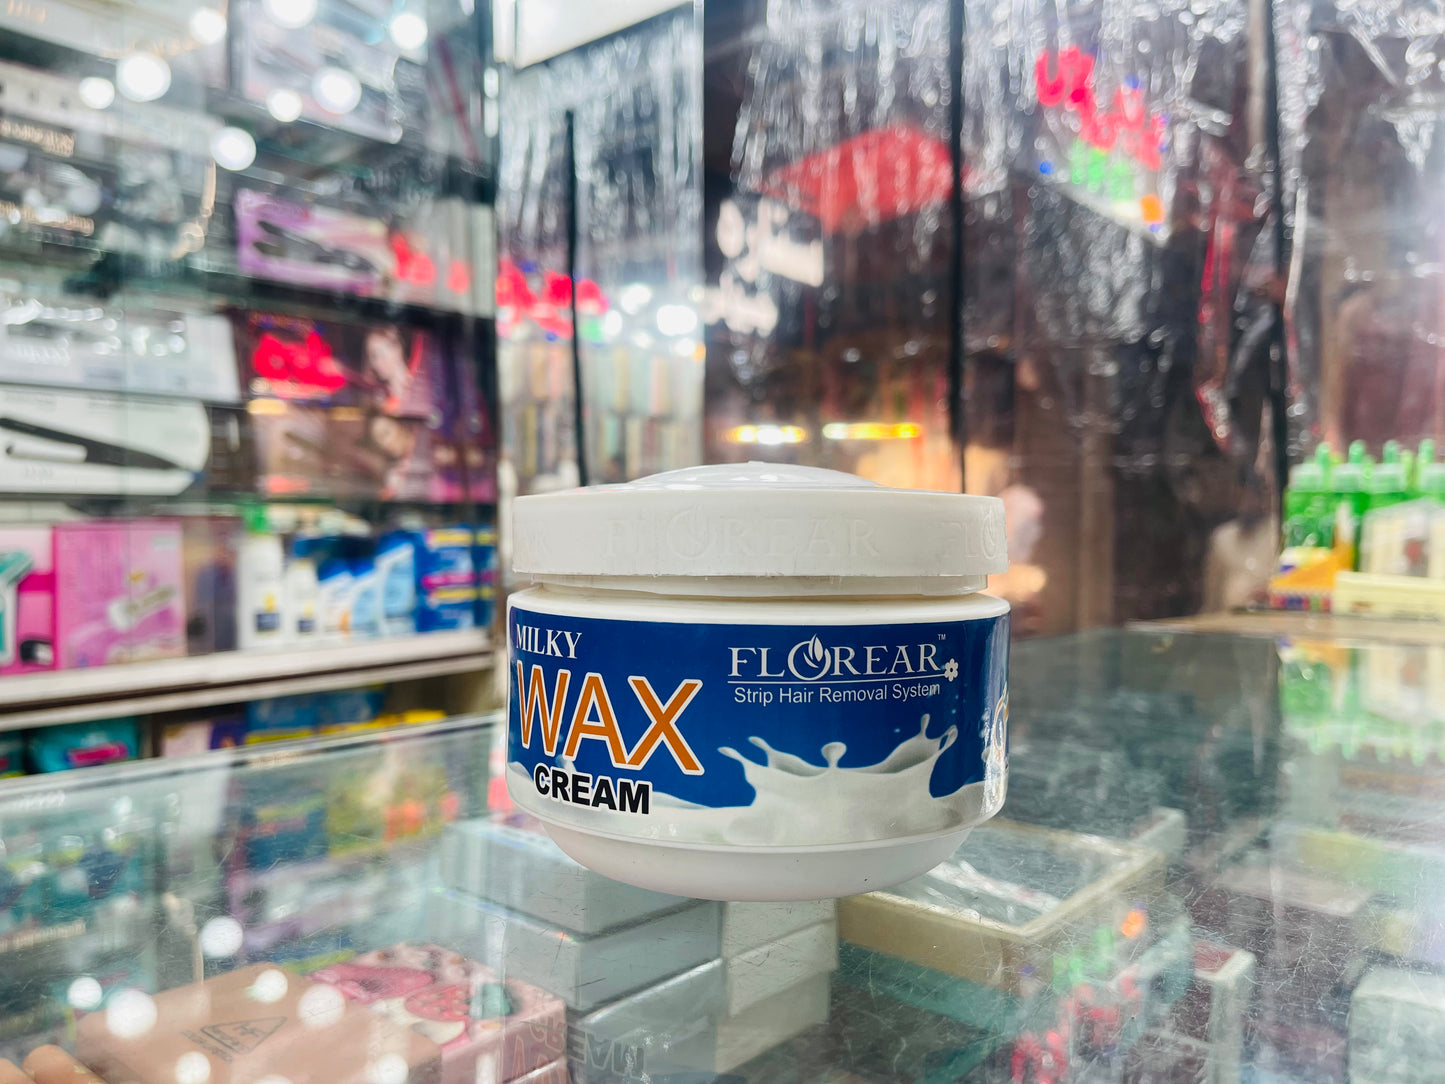 FLOREAR
MILKY
WAX
CREAM
FLOREAR™
Strip Hair Removal System